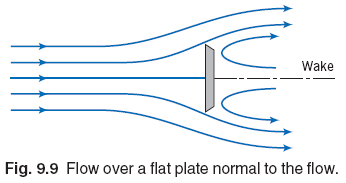 Wake
Fig. 9.9 Flow over a flat plate normal to the flow.